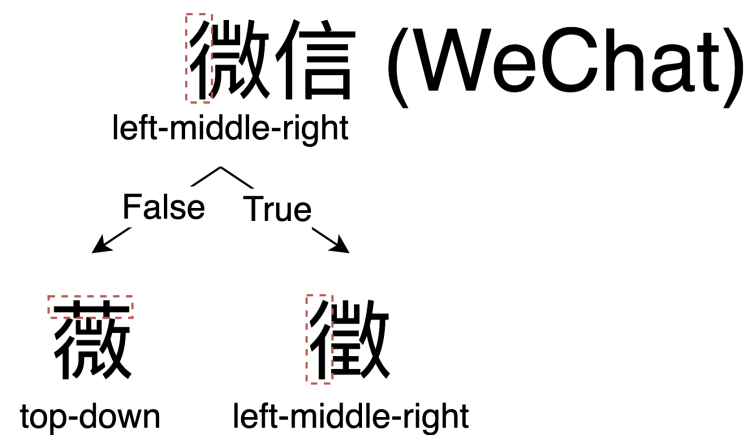 微信 (WeChat)
left-middle-right
False True
薇 徵
top-down left-middle-right